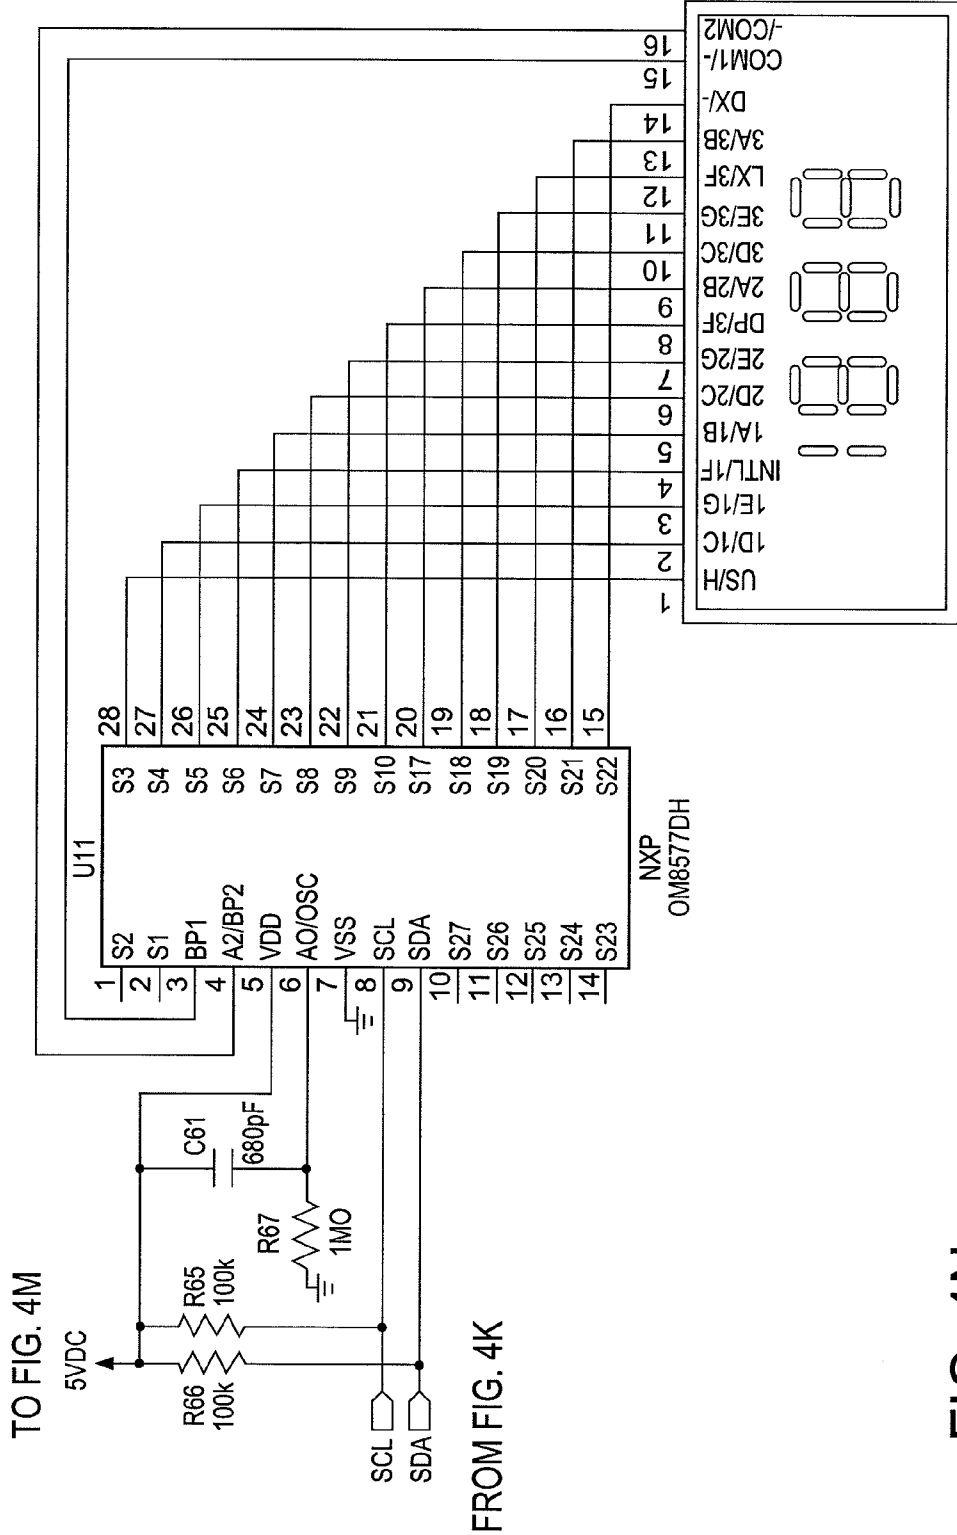 TO FIG. 4M
5VDC
R66
100k
R65
100k
C61
680pF
R67
1MO
SCL
SDA
FROM FIG. 4K
U11
1 S2
2 S1
3 BP1
4 A2/BP2
5 VDD
6 AO/OSC
7 VSS
8 SCL
9 SDA
10 S27
11 S26
12 S25
13 S24
14 S23
S3 28
S4 27
S5 26
S6 25
S7 24
S8 23
S9 22
S10 21
S17 20
S18 19
S19 18
S20 17
S21 16
S22 15
NXP
OM8577DH
1 US/H
2 1D/1C
3 1E/1G
4 INTL/1F
5 1A/1B
6 2D/2C
7 2E/2G
8 DP/3F
9 2A/2B
10 3D/3C
11 3E/3G
12 LX/3F
13 3A/3B
14 DX/-
15 COM1/-
16 -/COM2